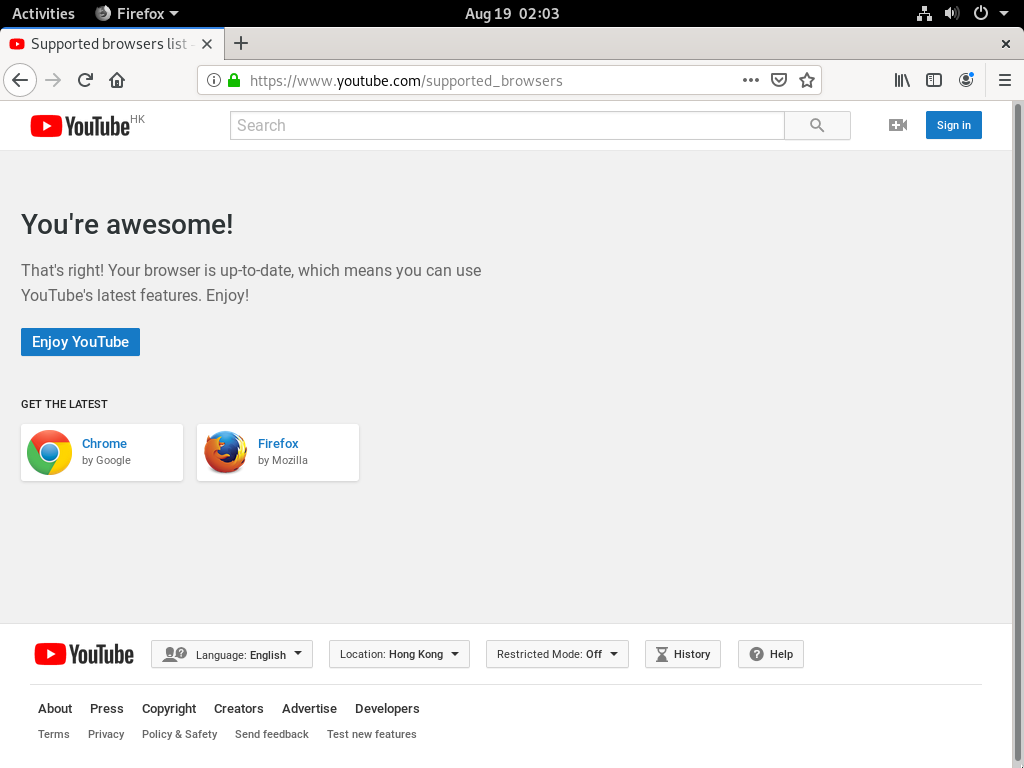 Activities Firefox Aug 19 02:03
Supported browsers list -
https://www.youtube.com/supported_browsers
YouTube HK Search Sign in
You're awesome!
That's right! Your browser is up-to-date, which means you can use
YouTube's latest features. Enjoy!
Enjoy YouTube
GET THE LATEST
Chrome
by Google
Firefox
by Mozilla
YouTube Language: English Location: Hong Kong Restricted Mode: Off History Help
About Press Copyright Creators Advertise Developers
Terms Privacy Policy & Safety Send feedback Test new features